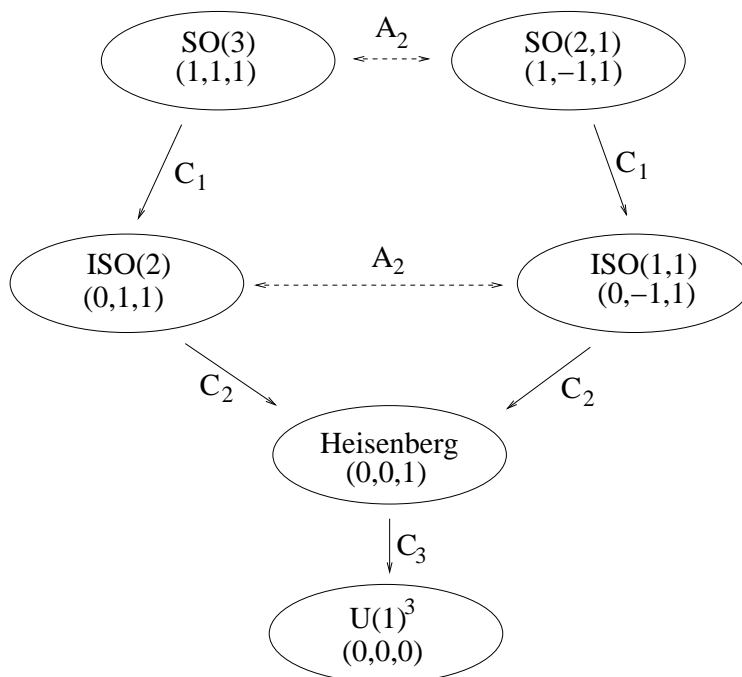 A₂
SO(3)
(1,1,1)
SO(2,1)
(1,−1,1)
C₁
C₁
ISO(2)
(0,1,1)
A₂
ISO(1,1)
(0,−1,1)
C₂
C₂
Heisenberg
(0,0,1)
C₃
U(1)³
(0,0,0)